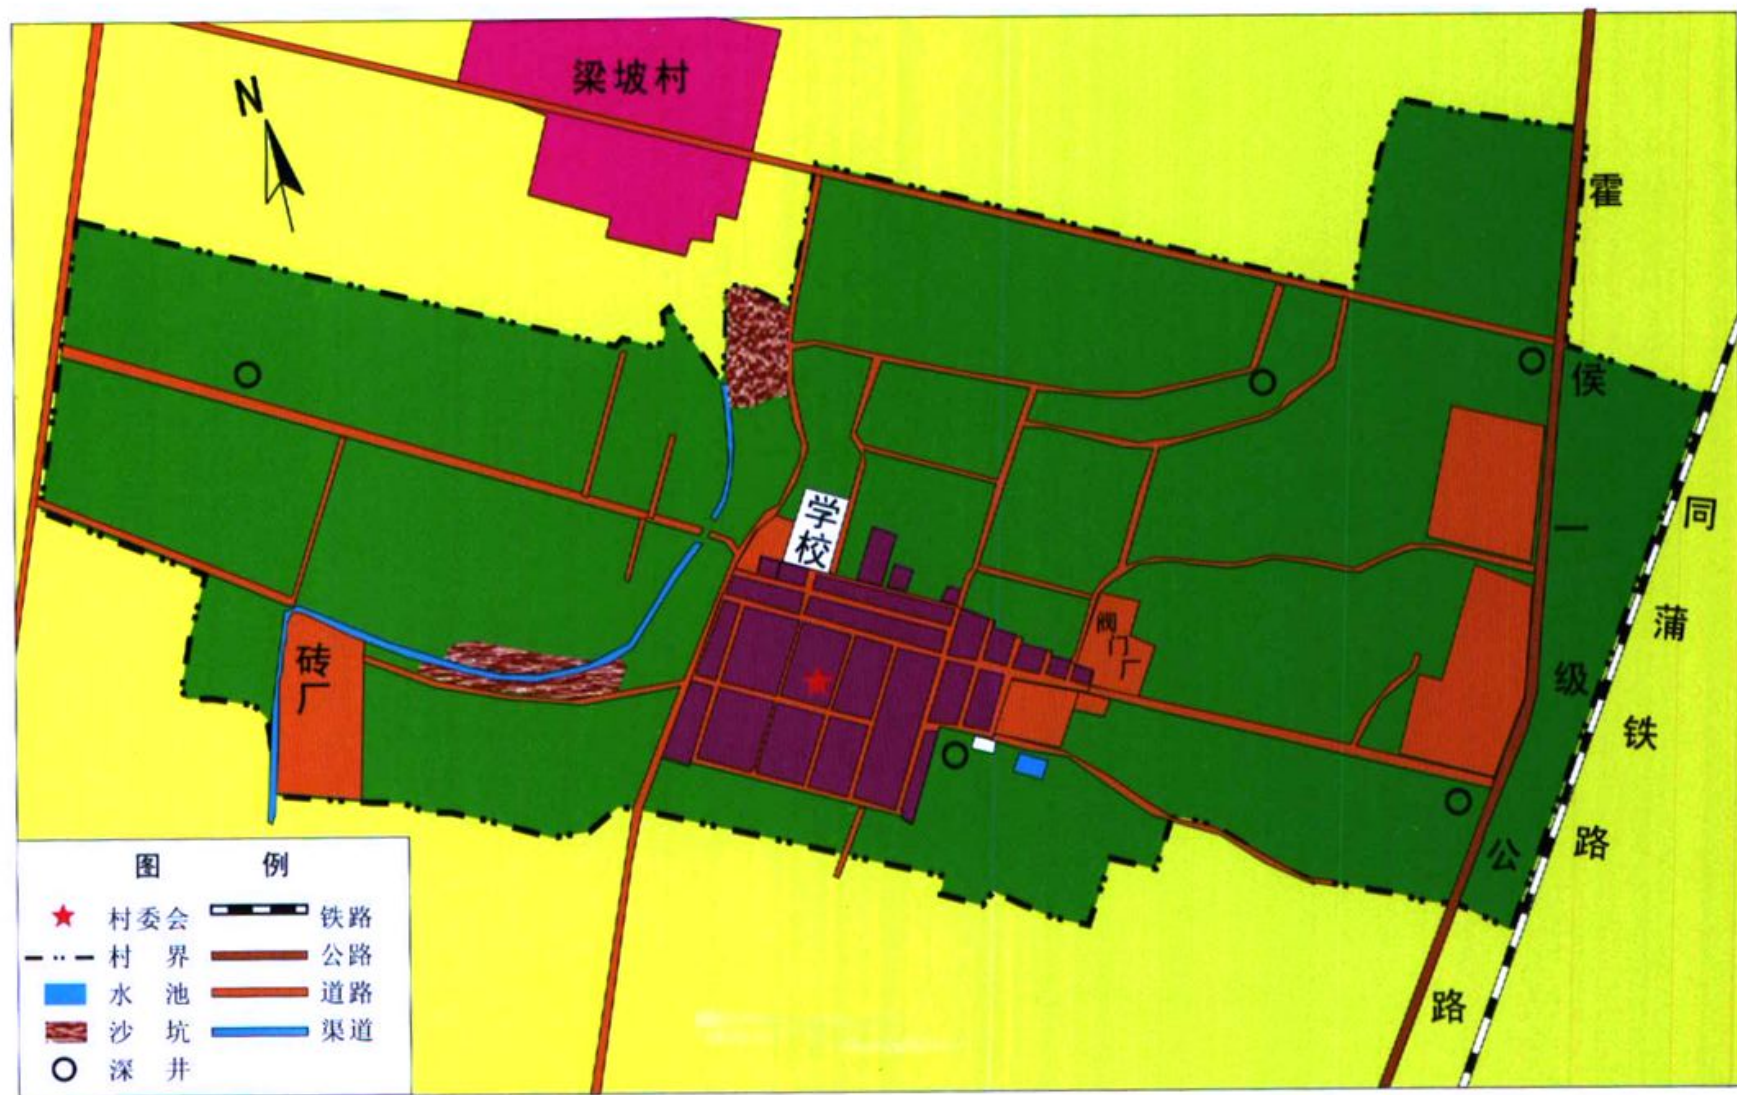 梁坡村
N
霍侯一级公路
同蒲铁路
学校
阀门厂
砖厂
图 例
村委会 铁路
村 界 公路
水 池 道路
沙 坑 渠道
深 井